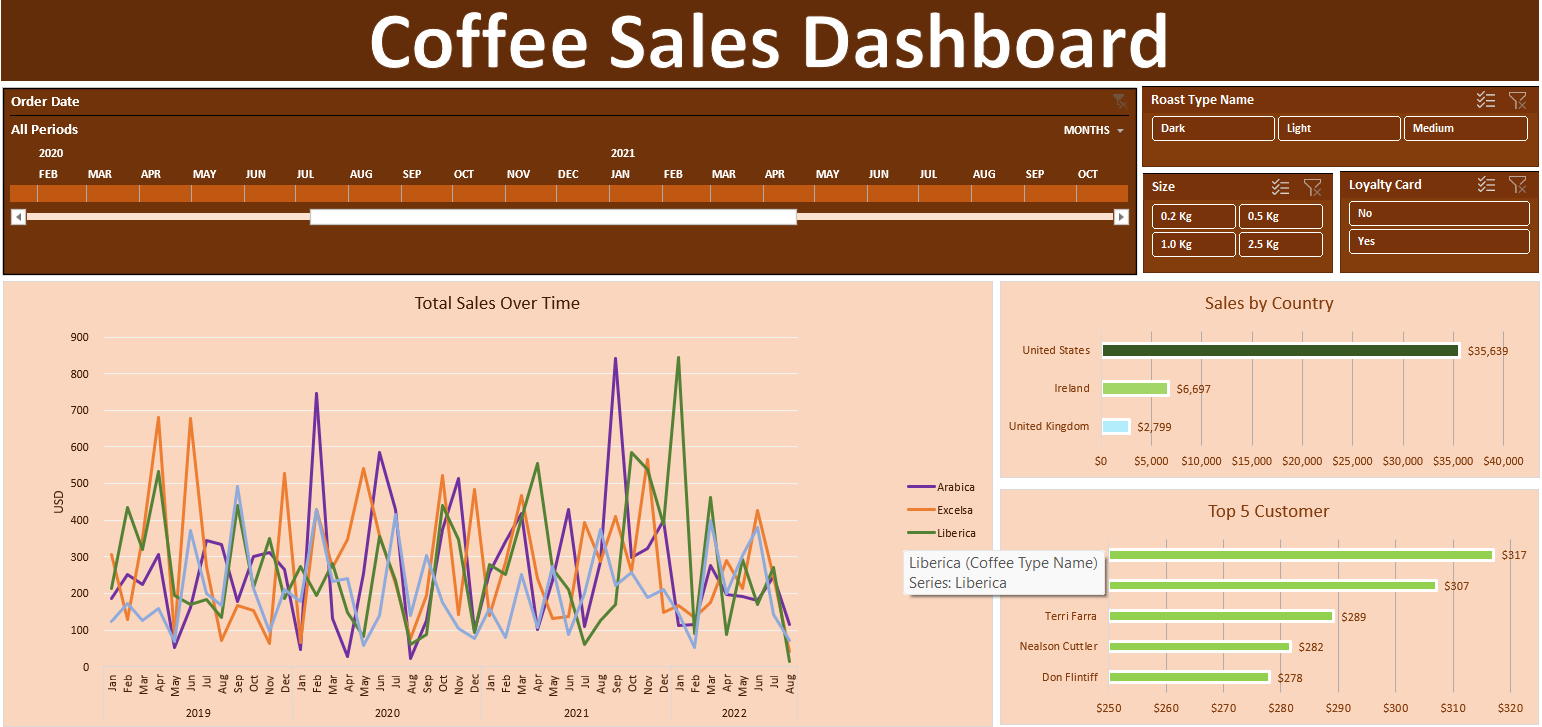 Coffee Sales Dashboard
Order Date
All Periods
MONTHS
2020 2021
FEB MAR APR MAY JUN JUL AUG SEP OCT NOV DEC JAN FEB MAR APR MAY JUN JUL AUG SEP OCT
Roast Type Name
Dark Light Medium
Size
0.2 Kg 0.5 Kg
1.0 Kg 2.5 Kg
Loyalty Card
No
Yes
Total Sales Over Time
900
800
700
600
500
400
300
200
100
0
USD
Jan Feb Mar Apr May Jun Jul Aug Sep Oct Nov Dec Jan Feb Mar Apr May Jun Jul Aug Sep Oct Nov Dec Jan Feb Mar Apr May Jun Jul Aug Sep Oct Nov Dec Jan Feb Mar Apr May Jun Jul Aug
2019 2020 2021 2022
Arabica
Excelsa
Liberica
Liberica (Coffee Type Name)
Series: Liberica
Sales by Country
United States $35,639
Ireland $6,697
United Kingdom $2,799
$0 $5,000 $10,000 $15,000 $20,000 $25,000 $30,000 $35,000 $40,000
Top 5 Customer
$317
$307
Terri Farra $289
Nealson Cuttler $282
Don Flintiff $278
$250 $260 $270 $280 $290 $300 $310 $320